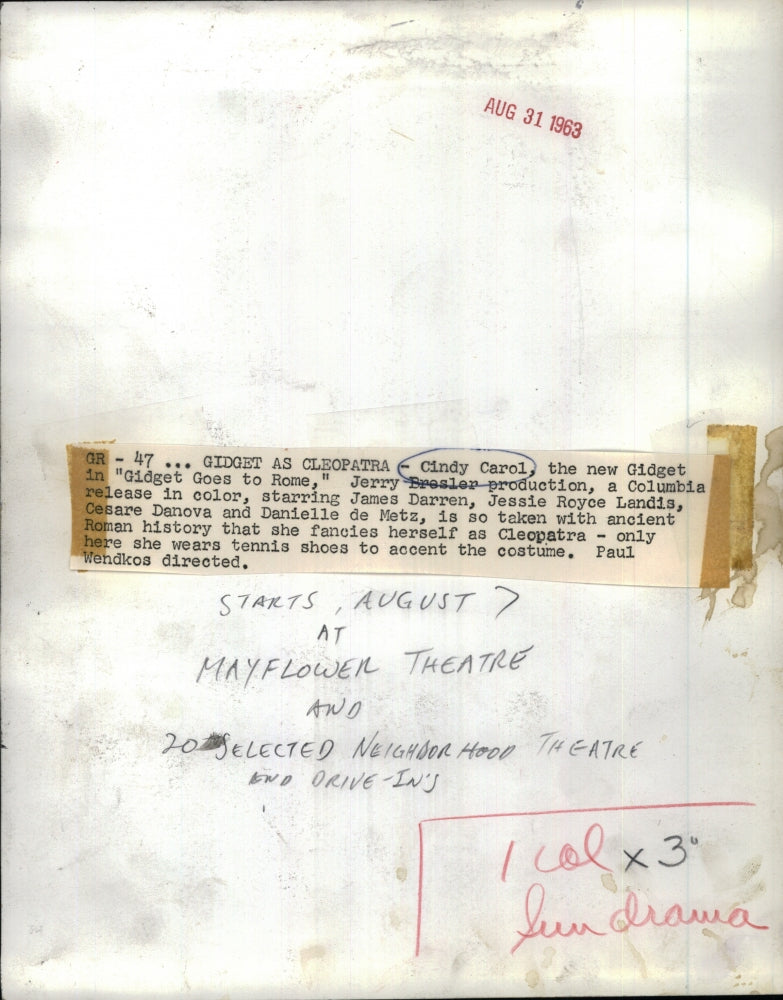 AUG 31 1963
GR - 47 ... GIDGET AS CLEOPATRA - Cindy Carol, the new Gidget
in "Gidget Goes to Rome," Jerry Bresler production, a Columbia
release in color, starring James Darren, Jessie Royce Landis,
Cesare Danova and Danielle de Metz, is so taken with ancient
Roman history that she fancies herself as Cleopatra - only
here she wears tennis shoes to accent the costume. Paul
Wendkos directed.
STARTS, AUGUST 7
AT
MAYFLOWER THEATRE
AND
20 SELECTED NEIGHBORHOOD THEATRE
END DRIVE-IN'S
1 col x 3"
Sun drama